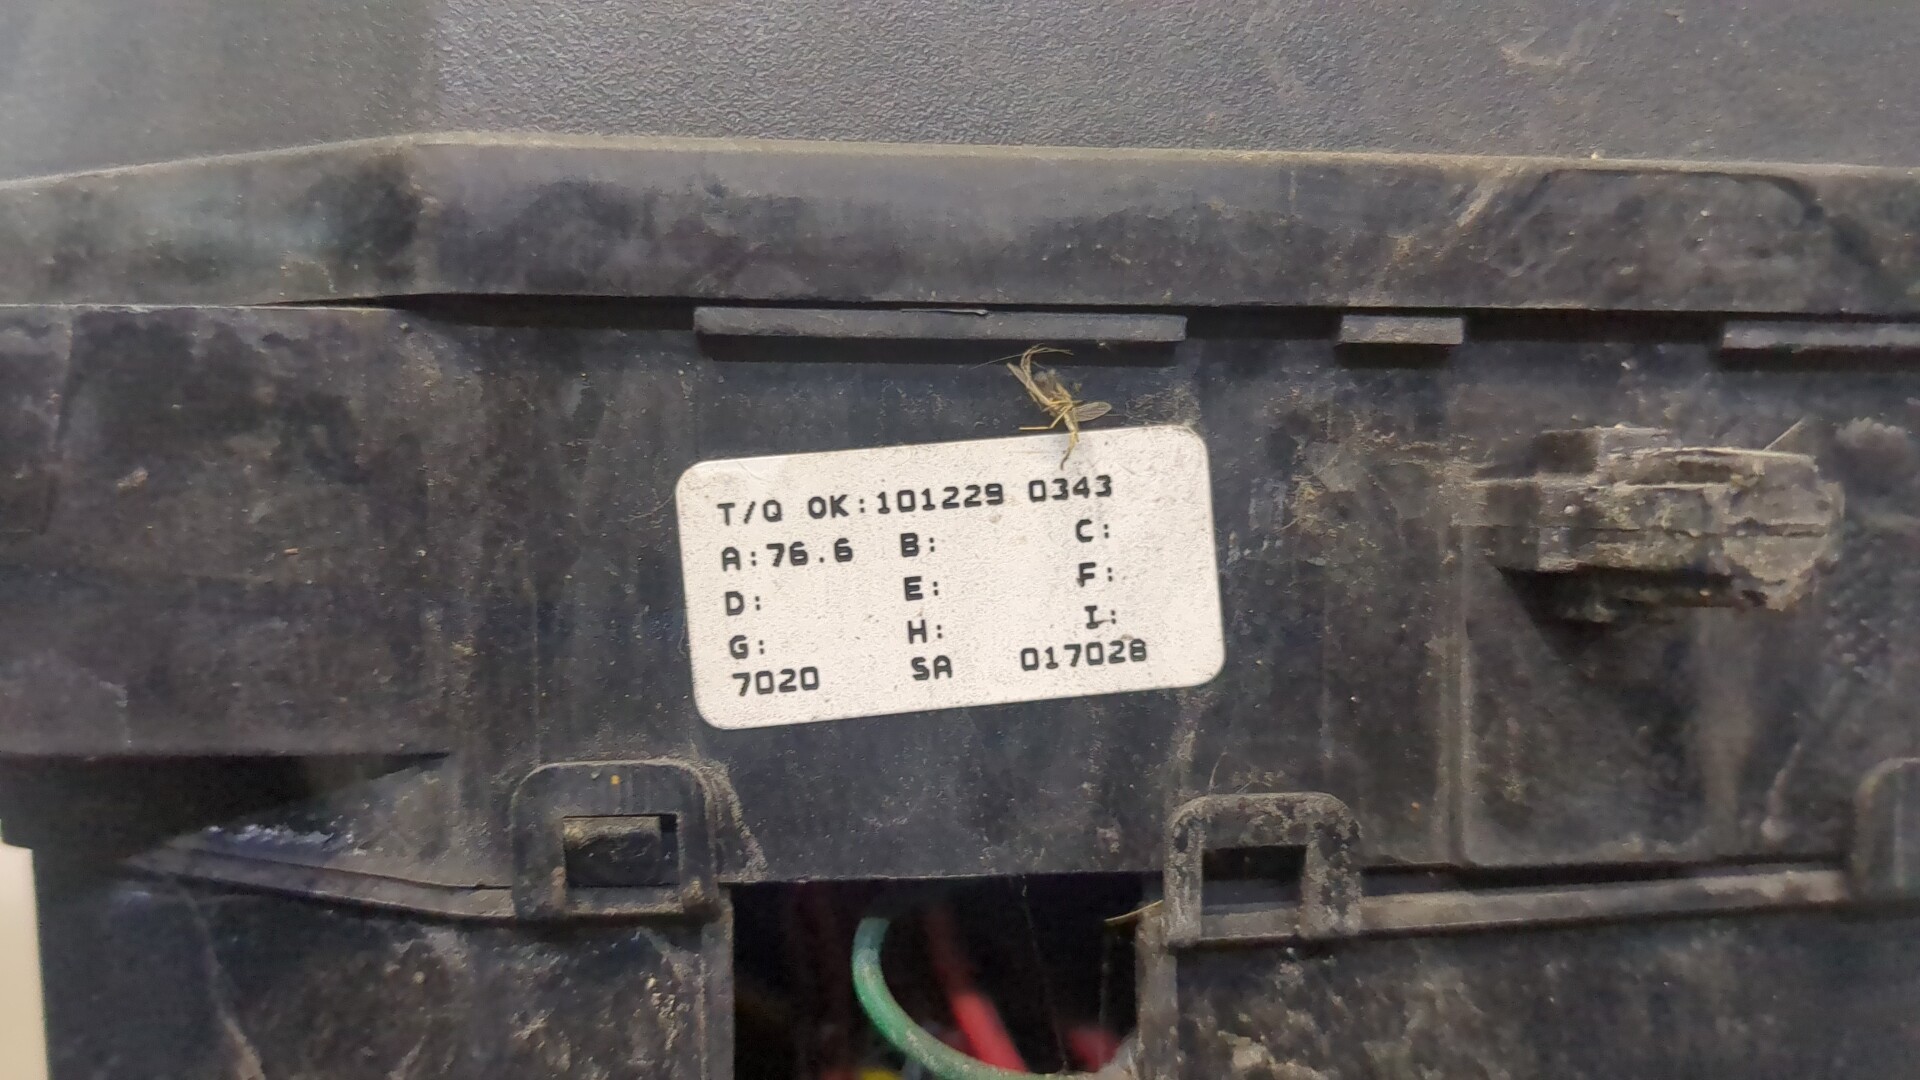 T/Q OK:101229 0343
A:76.6 B: C:
D: E: F:
G: H: I:
7020 SA 017028